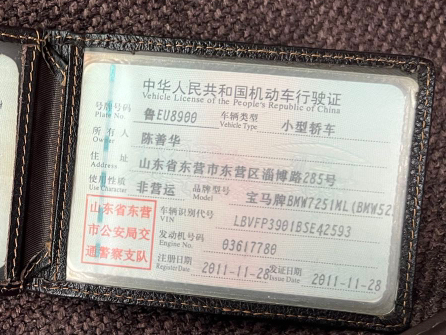 中华人民共和国机动车行驶证
Vehicle License of the People's Republic of China
号牌号码 鲁EU8900 车辆类型 小型轿车
Plate No. Vehicle Type
所有人 陈善华
Owner
住址 山东省东营市东营区淄博路285号
Address
使用性质 非营运 品牌型号 宝马牌BMW7251ML(BMW52
Use Character Model
山东省东营
市公安局交
通警察支队
车辆识别代号 LBVFP3901BSE42593
VIN
发动机号码 03617780
Engine No.
注册日期 2011-11-28 发证日期 2011-11-28
Register Date Issue Date